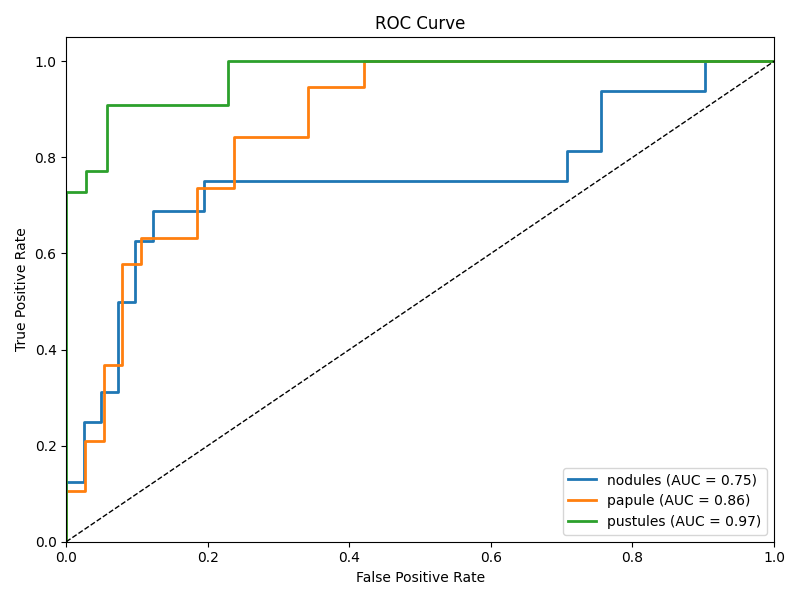 ROC Curve
True Positive Rate
1.0
0.8
0.6
0.4
0.2
0.0
0.0 0.2 0.4 0.6 0.8 1.0
False Positive Rate
nodules (AUC = 0.75)
papule (AUC = 0.86)
pustules (AUC = 0.97)